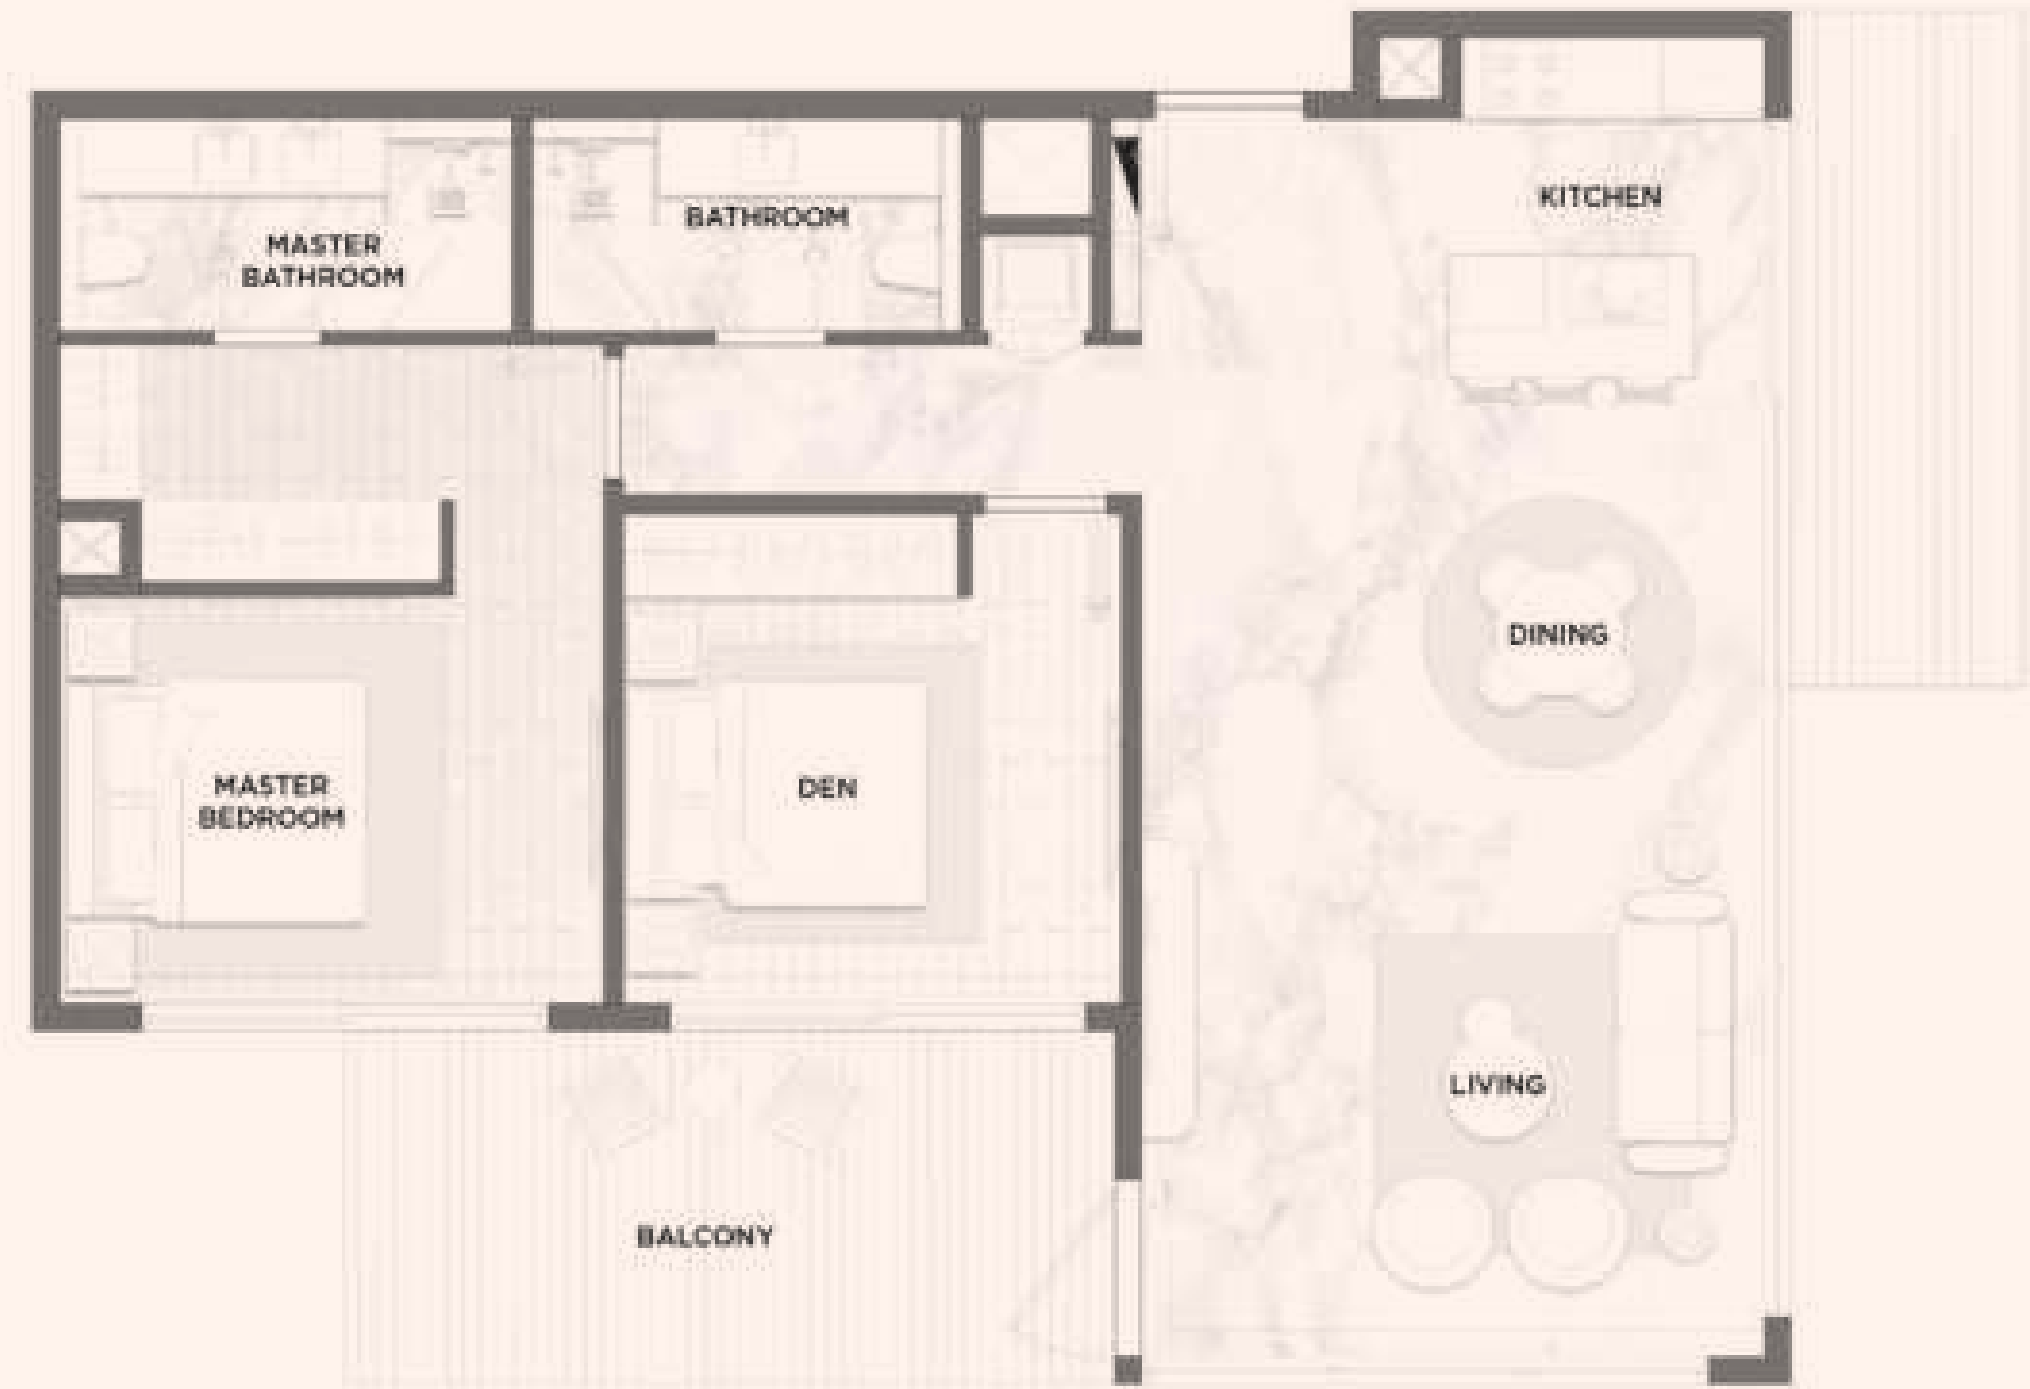 KITCHEN
BATHROOM
MASTER
BATHROOM
DINING
MASTER
BEDROOM
DEN
LIVING
BALCONY